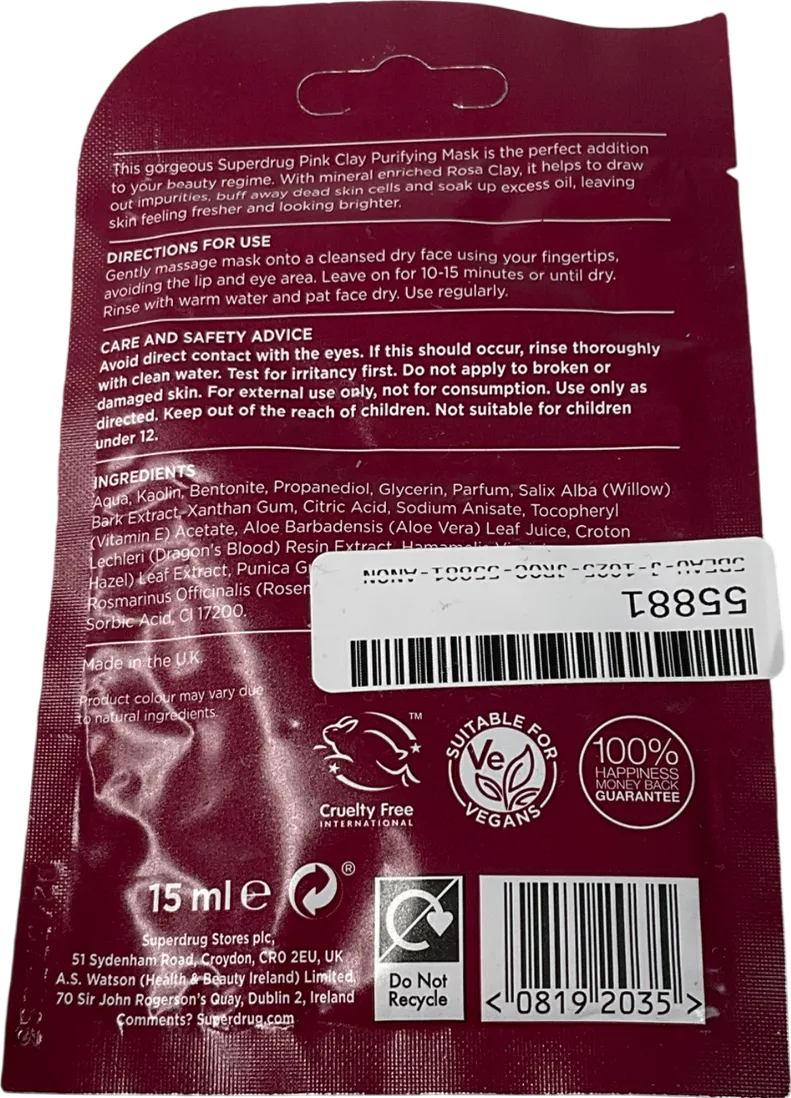 This gorgeous Superdrug Pink Clay Purifying Mask is the perfect addition
to your beauty regime. With mineral enriched Rosa Clay, it helps to draw
out impurities, buff away dead skin cells and soak up excess oil, leaving
skin feeling fresher and looking brighter.
DIRECTIONS FOR USE
Gently massage mask onto a cleansed dry face using your fingertips,
avoiding the lip and eye area. Leave on for 10-15 minutes or until dry.
Rinse with warm water and pat face dry. Use regularly.
CARE AND SAFETY ADVICE
Avoid direct contact with the eyes. If this should occur, rinse thoroughly
with clean water. Test for irritancy first. Do not apply to broken or
damaged skin. For external use only, not for consumption. Use only as
directed. Keep out of the reach of children. Not suitable for children
under 12.
INGREDIENTS
Aqua, Kaolin, Bentonite, Propanediol, Glycerin, Parfum, Salix Alba (Willow)
Bark Extract, Xanthan Gum, Citric Acid, Sodium Anisate, Tocopheryl
(Vitamin E) Acetate, Aloe Barbadensis (Aloe Vera) Leaf Juice, Croton
Lechleri (Dragon's Blood) Resin Extract, Hamamelis
Hazel) Leaf Extract, Punica
Rosmarinus Officinalis
Sorbic Acid, CI 17200.
55881
Made in the U.K.
Product colour may vary due
to natural ingredients.
Cruelty Free
INTERNATIONAL
TM
SUITABLE FOR
Ve
VEGANS
100%
HAPPINESS
MONEY BACK
GUARANTEE
15 ml e ®
Superdrug Stores plc,
51 Sydenham Road, Croydon, CR0 2EU, UK
A.S. Watson (Health & Beauty Ireland) Limited,
70 Sir John Rogerson's Quay, Dublin 2, Ireland
Comments? Superdrug.com
Do Not
Recycle
<0819 2035>